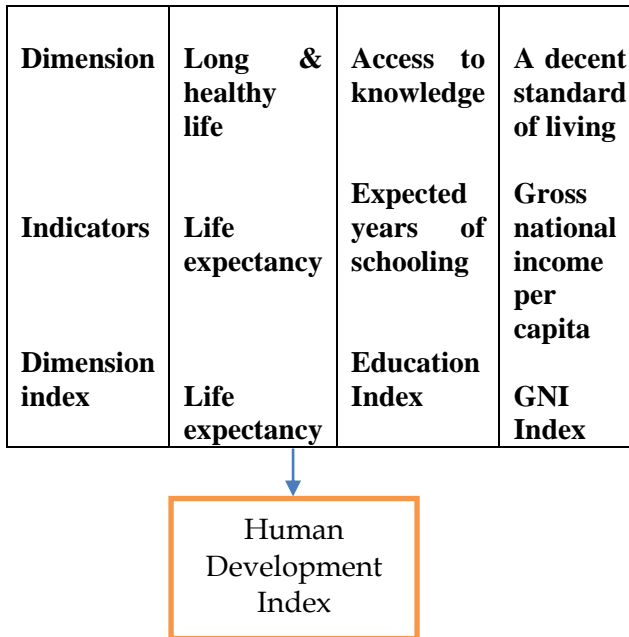 Dimension
Long &
healthy
life
Access to
knowledge
A decent
standard
of living
Indicators
Life
expectancy
Expected
years of
schooling
Gross
national
income
per
capita
Dimension
index
Life
expectancy
Education
Index
GNI
Index
Human
Development
Index